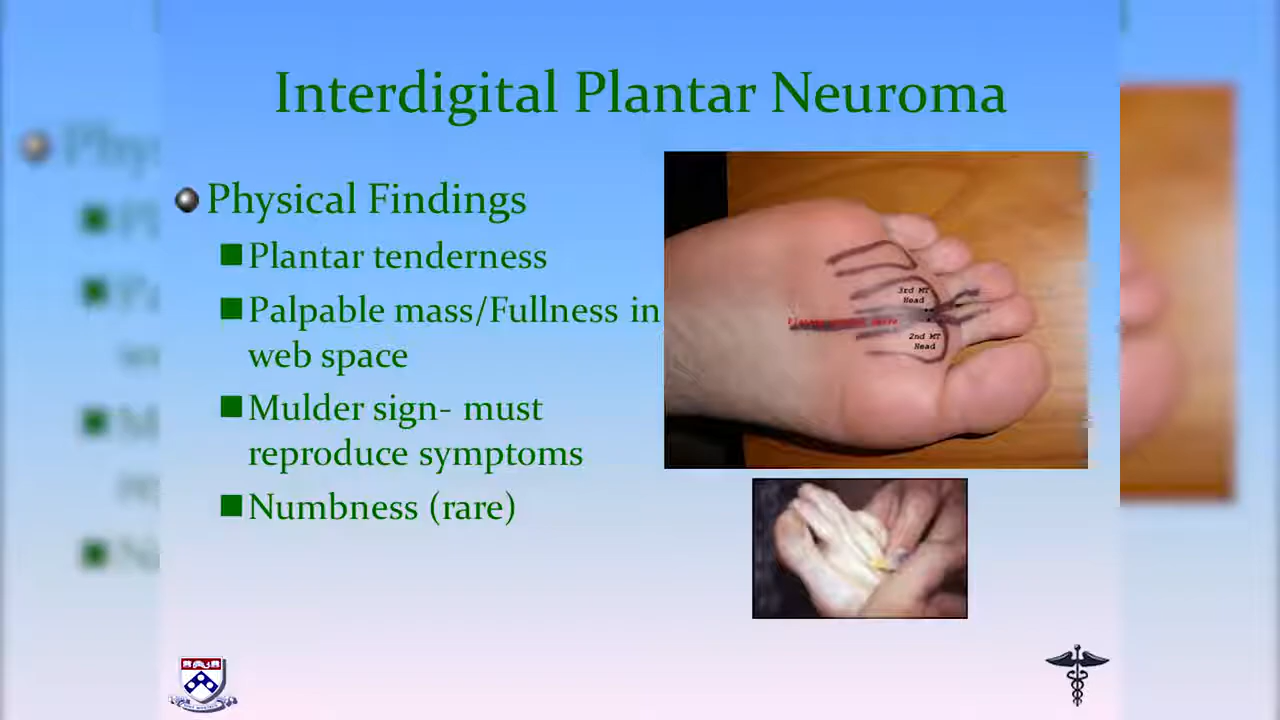 Interdigital Plantar Neuroma
Physical Findings
Plantar tenderness
Palpable mass/Fullness in
web space
Mulder sign- must
reproduce symptoms
Numbness (rare)
3rd MT
Head
2nd MT
Head